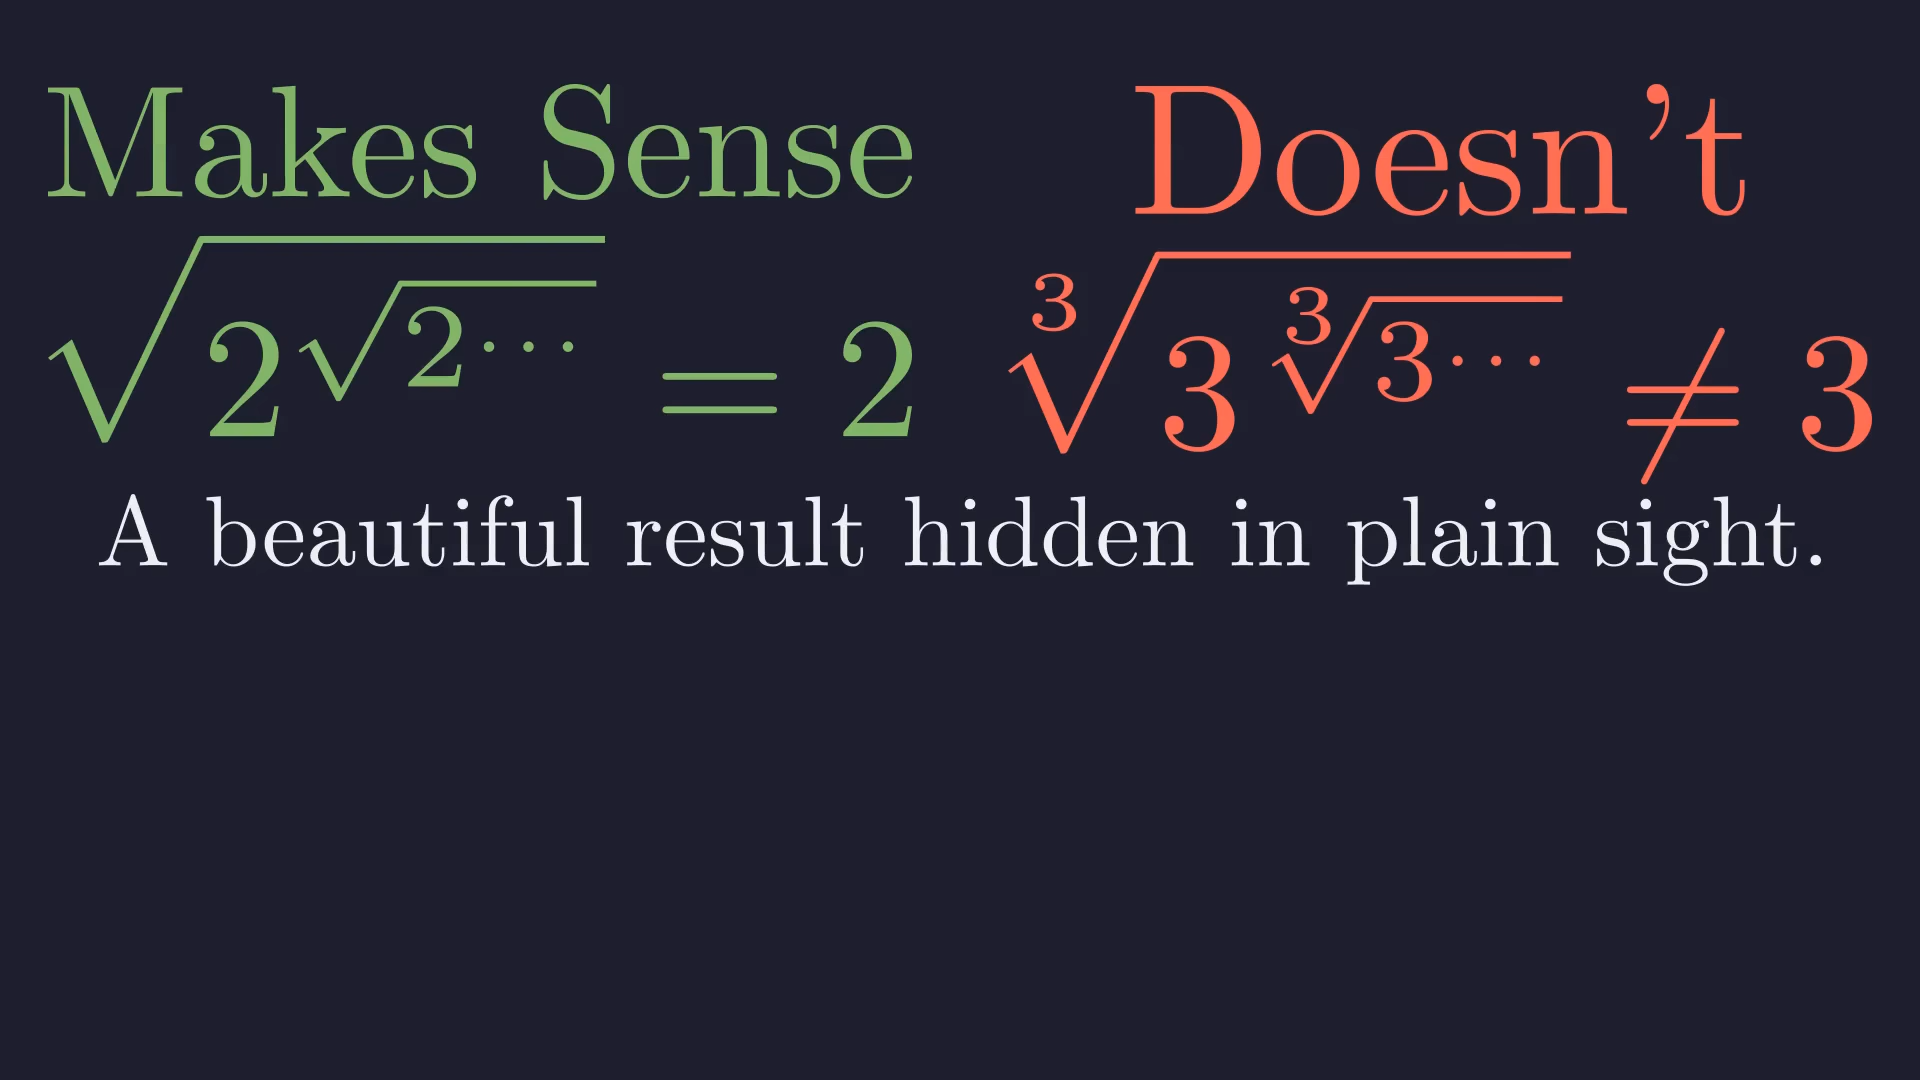 Makes Sense Doesn't
√2^√2^⋯ = 2 ∛3^∛3^⋯ ≠ 3
A beautiful result hidden in plain sight.